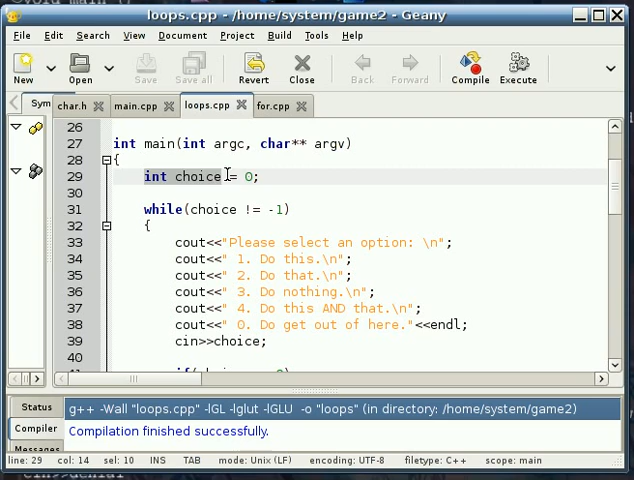 loops.cpp - /home/system/game2 - Geany
File Edit Search View Document Project Build Tools Help
New Open Save Save all Revert Close Back Forward Compile Execute
Sym char.h main.cpp loops.cpp for.cpp
26
27 int main(int argc, char** argv)
28 {
29 int choice = 0;
30
31 while(choice != -1)
32 {
33 cout<<"Please select an option: \n";
34 cout<<" 1. Do this.\n";
35 cout<<" 2. Do that.\n";
36 cout<<" 3. Do nothing.\n";
37 cout<<" 4. Do this AND that.\n";
38 cout<<" 0. Do get out of here."<<endl;
39 cin>>choice;
40
Status
Compiler
Messages
g++ -Wall "loops.cpp" -lGL -lglut -lGLU -o "loops" (in directory: /home/system/game2)
Compilation finished successfully.
line: 29 col: 14 sel: 10 INS TAB mode: Unix (LF) encoding: UTF-8 filetype: C++ scope: main